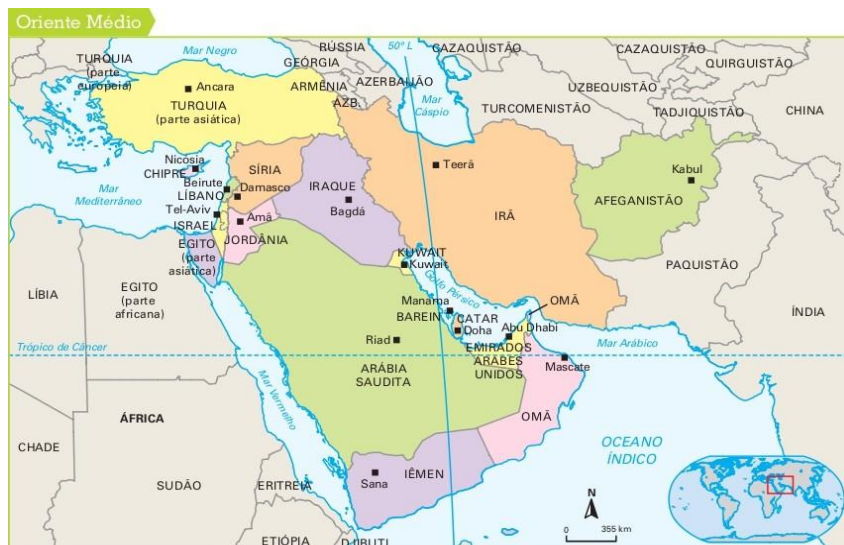 Oriente Médio
Mar Negro
RÚSSIA
50º L
CAZAQUISTÃO
CAZAQUISTÃO
TURQUIA
(parte
europeia)
GEÓRGIA
QUIRGUISTÃO
Ancara
ARMÊNIA
AZERBAIJÃO
UZBEQUISTÃO
TURQUIA
(parte asiática)
AZB.
Mar
Cáspio
TURCOMENISTÃO
TADJIQUISTÃO
CHINA
Nicósia
CHIPRE
SÍRIA
Teerã
Kabul
Mar
Mediterrâneo
Beirute
LÍBANO
Damasco
IRAQUE
Bagdá
IRÃ
AFEGANISTÃO
Tel-Aviv
ISRAEL
Amã
JORDÂNIA
EGITO
(parte
asiática)
KUWAIT
Kuwait
PAQUISTÃO
LÍBIA
EGITO
(parte
africana)
Golfo Pérsico
OMÃ
ÍNDIA
Manama
BAREIN
CATAR
Doha
Abu Dhabi
Trópico de Câncer
Riad
EMIRADOS
ÁRABES
UNIDOS
Mar Arábico
Mascate
ARÁBIA
SAUDITA
Mar Vermelho
ÁFRICA
OMÃ
CHADE
OCEANO
ÍNDICO
IÊMEN
Sana
SUDÃO
ERITREIA
N
0 355 km
ETIÓPIA
DJIBUTI